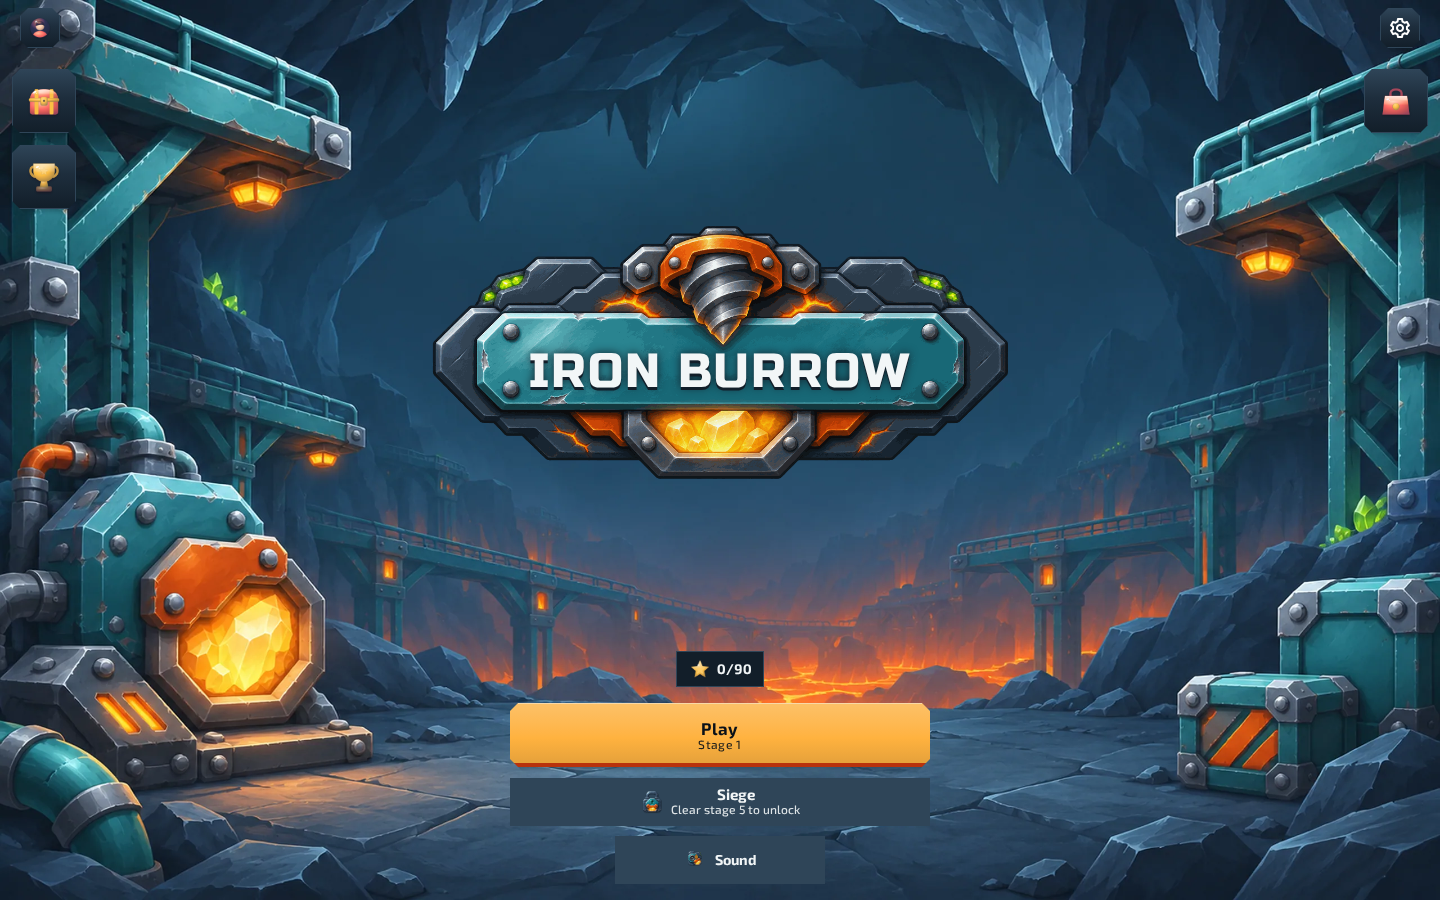 IRON BURROW
0/90
Play
Stage 1
Siege
Clear stage 5 to unlock
Sound